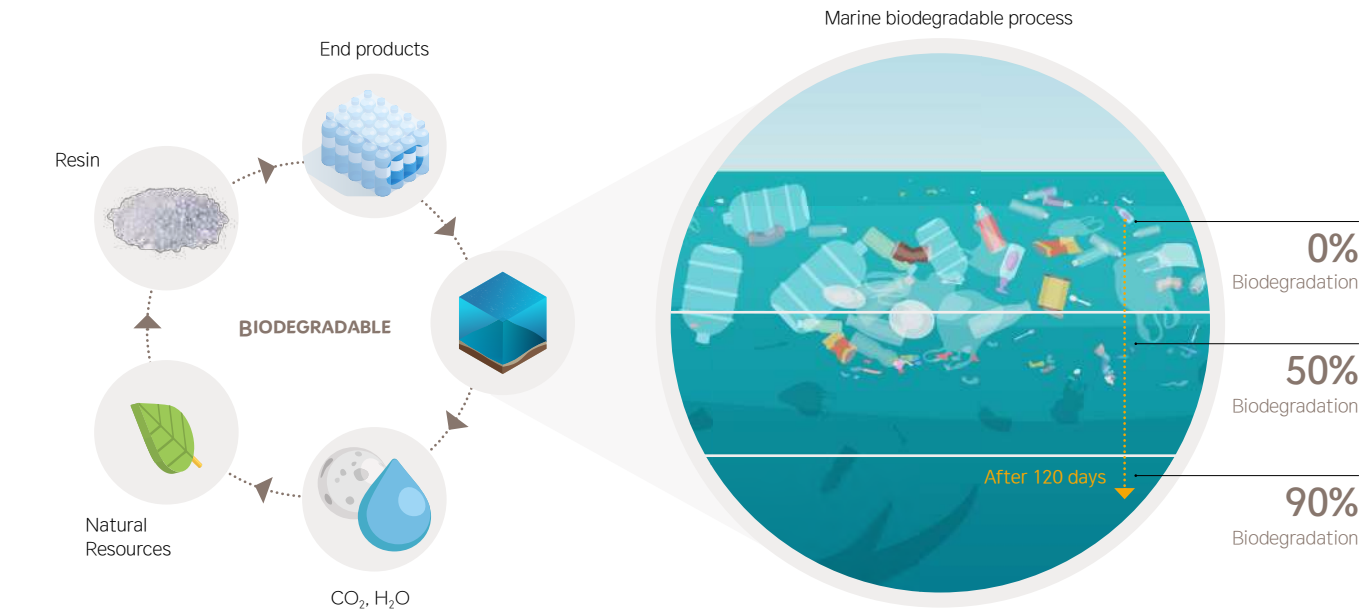 Marine biodegradable process
End products
Resin
BIODEGRADABLE
Natural
Resources
CO₂, H₂O
0%
Biodegradation
50%
Biodegradation
After 120 days
90%
Biodegradation